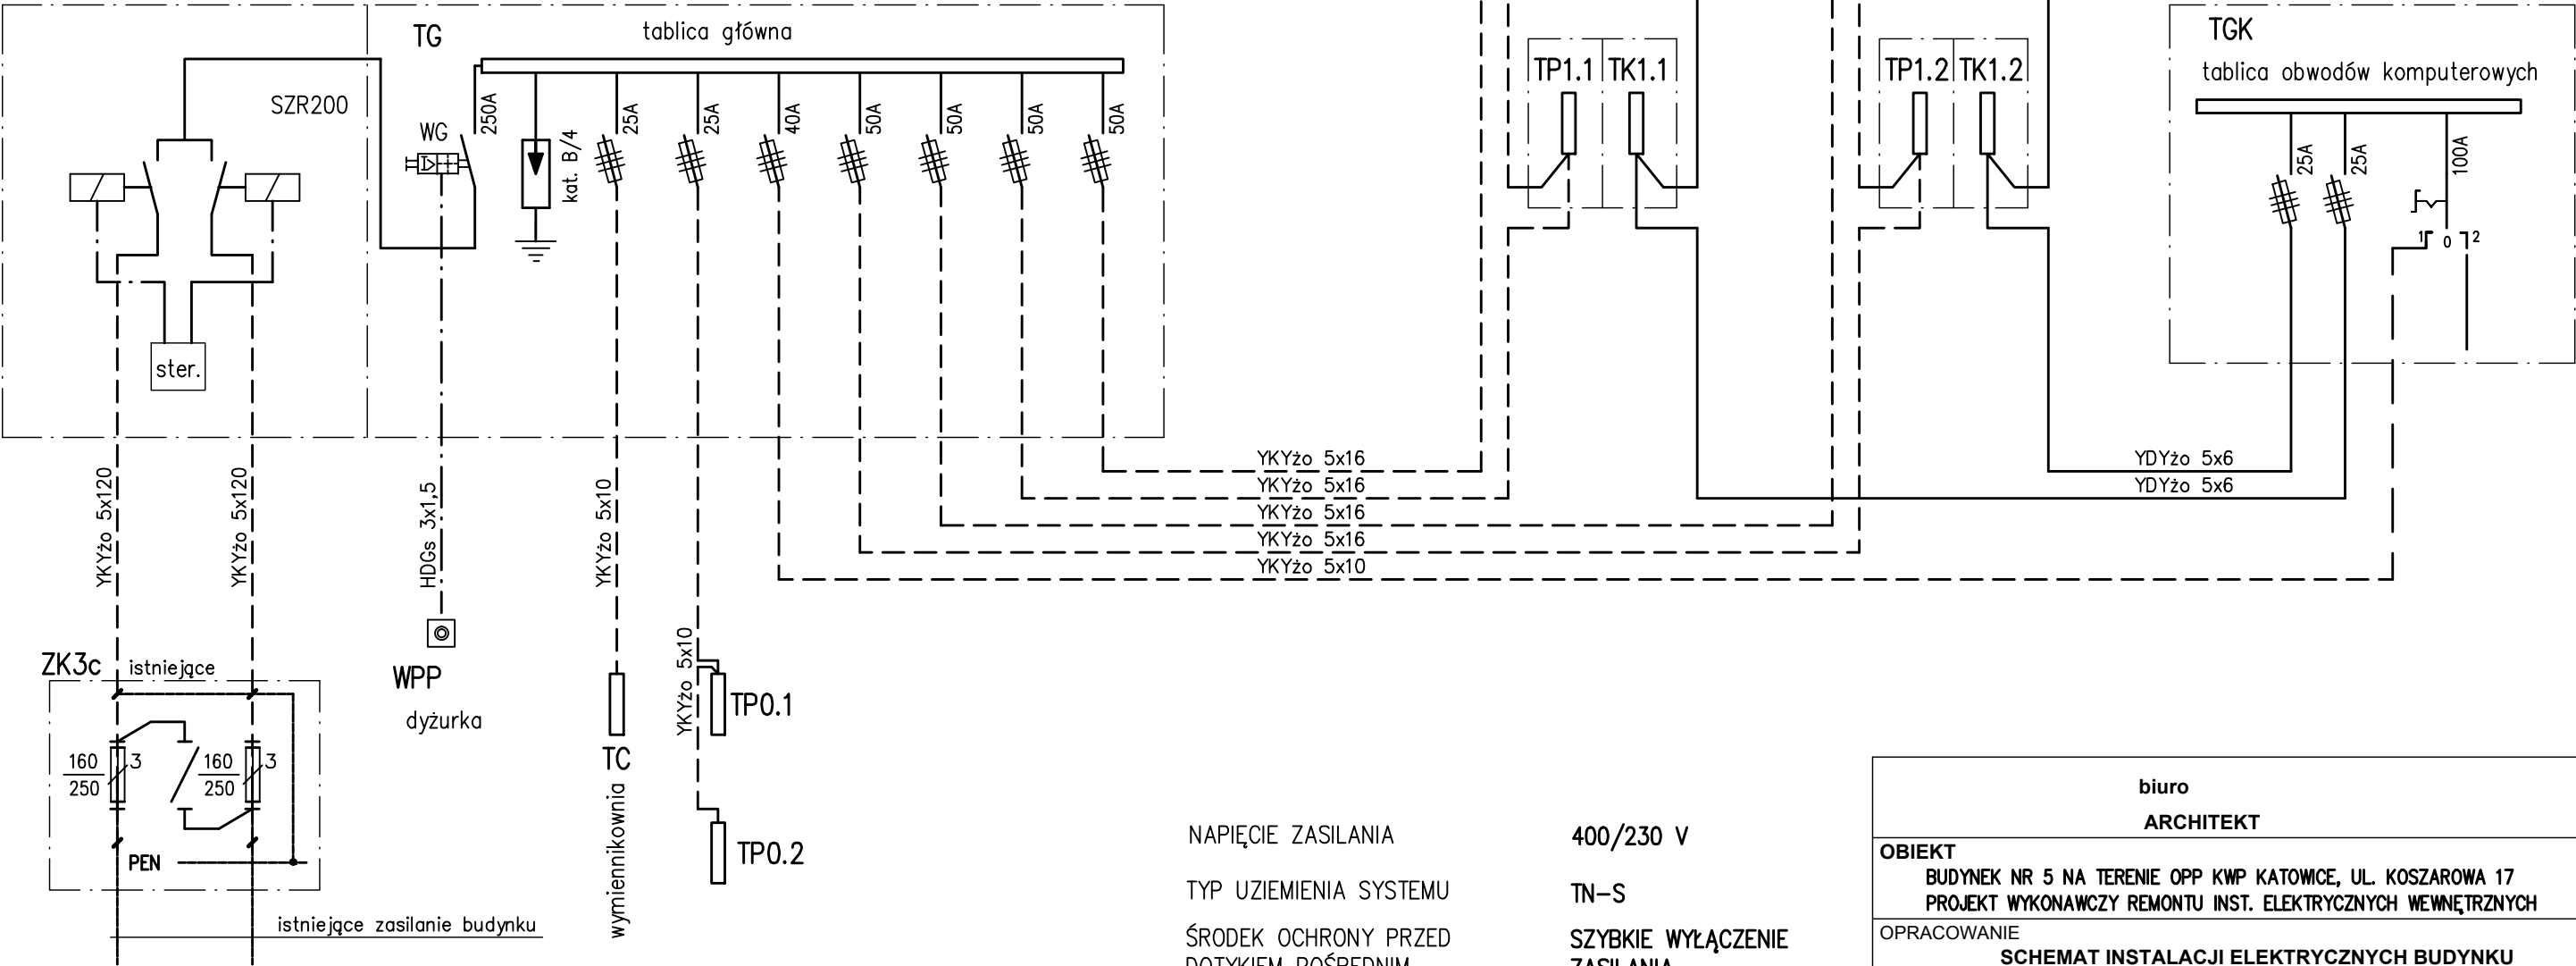 TG
tablica główna
SZR200
WG
250A
kat. B/4
25A
25A
40A
50A
50A
50A
50A
ster.
TP1.1
TK1.1
TP1.2
TK1.2
TGK
tablica obwodów komputerowych
25A
25A
100A
1
0
2
YKYżo 5x16
YKYżo 5x16
YKYżo 5x16
YKYżo 5x16
YKYżo 5x10
YDYżo 5x6
YDYżo 5x6
YKYżo 5x120
YKYżo 5x120
HDGs 3x1,5
YKYżo 5x10
YKYżo 5x10
ZK3c istniejące
160
250
3
160
250
3
PEN
istniejące zasilanie budynku
WPP
dyżurka
TC
wymiennikownia
TP0.1
TP0.2
NAPIĘCIE ZASILANIA 400/230 V
TYP UZIEMIENIA SYSTEMU TN-S
ŚRODEK OCHRONY PRZED SZYBKIE WYŁĄCZENIE
DOTYKIEM POŚREDNIM ZASILANIA
biuro
ARCHITEKT
OBIEKT
BUDYNEK NR 5 NA TERENIE OPP KWP KATOWICE, UL. KOSZAROWA 17
PROJEKT WYKONAWCZY REMONTU INST. ELEKTRYCZNYCH WEWNĘTRZNYCH
OPRACOWANIE
SCHEMAT INSTALACJI ELEKTRYCZNYCH BUDYNKU